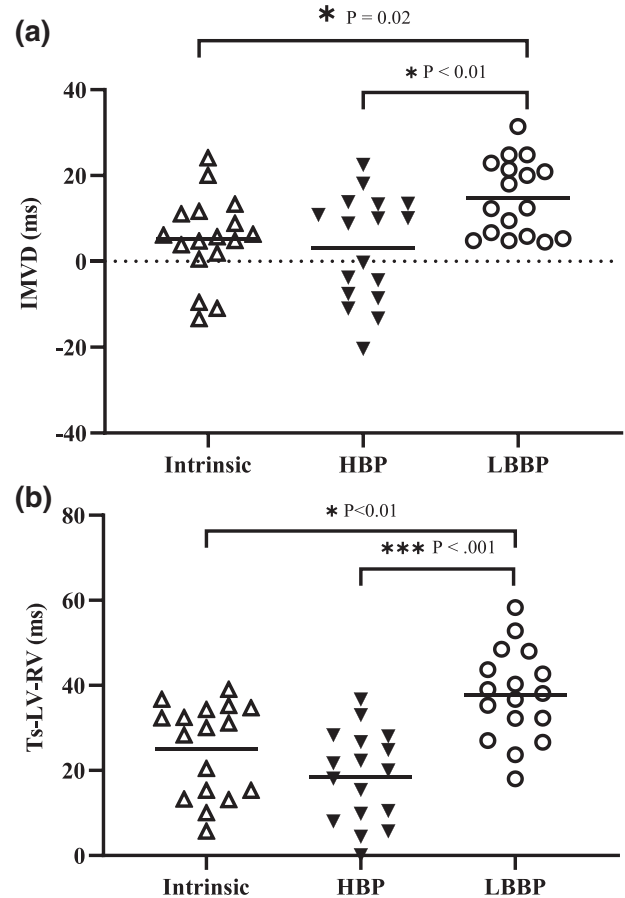 (a)
* P = 0.02
* P < 0.01
40
20
0
-20
-40
IMVD (ms)
Intrinsic HBP LBBP
(b)
* P<0.01
*** P < .001
80
60
40
20
0
Ts-LV-RV (ms)
Intrinsic HBP LBBP